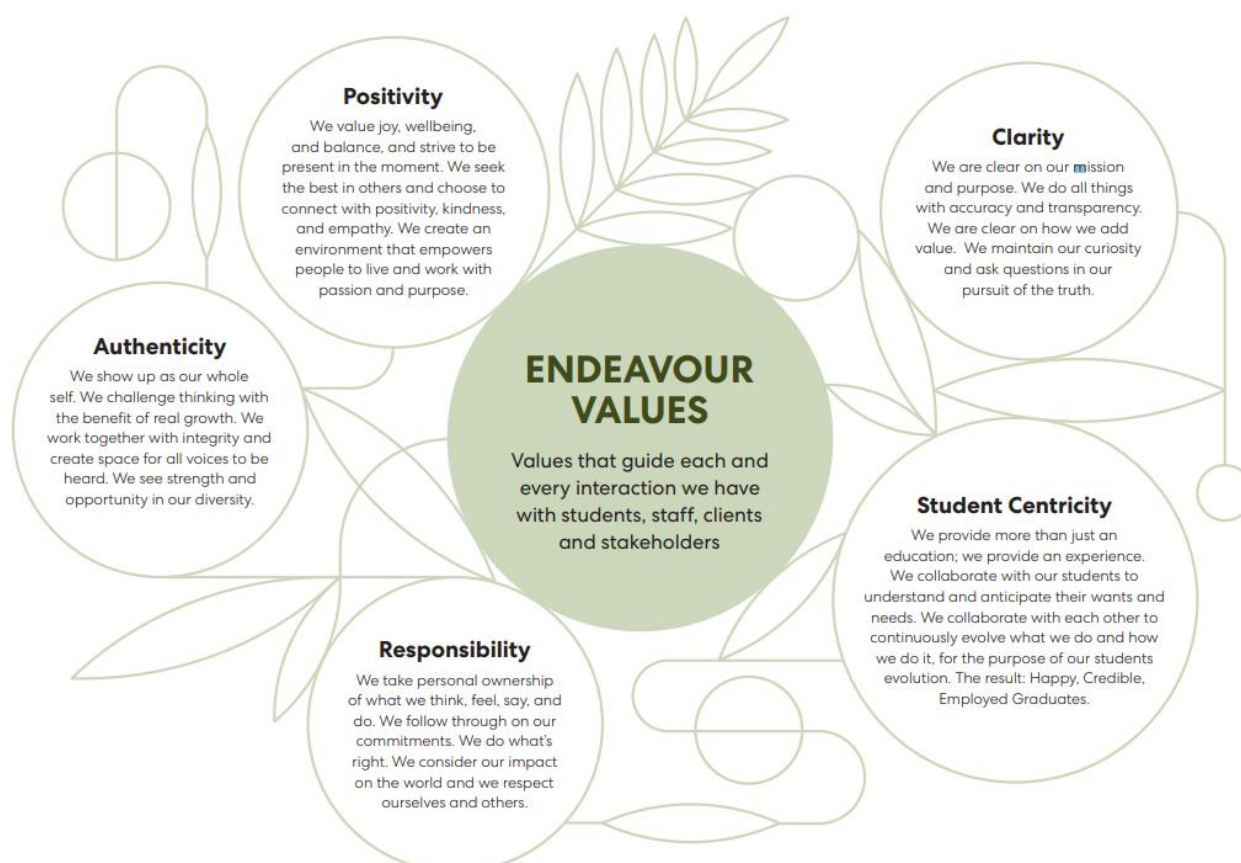 Positivity
We value joy, wellbeing,
and balance, and strive to be
present in the moment. We seek
the best in others and choose to
connect with positivity, kindness,
and empathy. We create an
environment that empowers
people to live and work with
passion and purpose.
Clarity
We are clear on our mission
and purpose. We do all things
with accuracy and transparency.
We are clear on how we add
value.  We maintain our curiosity
and ask questions in our
pursuit of the truth.
Authenticity
We show up as our whole
self. We challenge thinking with
the benefit of real growth. We
work together with integrity and
create space for all voices to be
heard. We see strength and
opportunity in our diversity.
ENDEAVOUR
VALUES
Values that guide each and
every interaction we have
with students, staff, clients
and stakeholders
Student Centricity
We provide more than just an
education; we provide an experience.
We collaborate with our students to
understand and anticipate their wants and
needs. We collaborate with each other to
continuously evolve what we do and how
we do it, for the purpose of our students
evolution. The result: Happy, Credible,
Employed Graduates.
Responsibility
We take personal ownership
of what we think, feel, say, and
do. We follow through on our
commitments. We do what's
right. We consider our impact
on the world and we respect
ourselves and others.